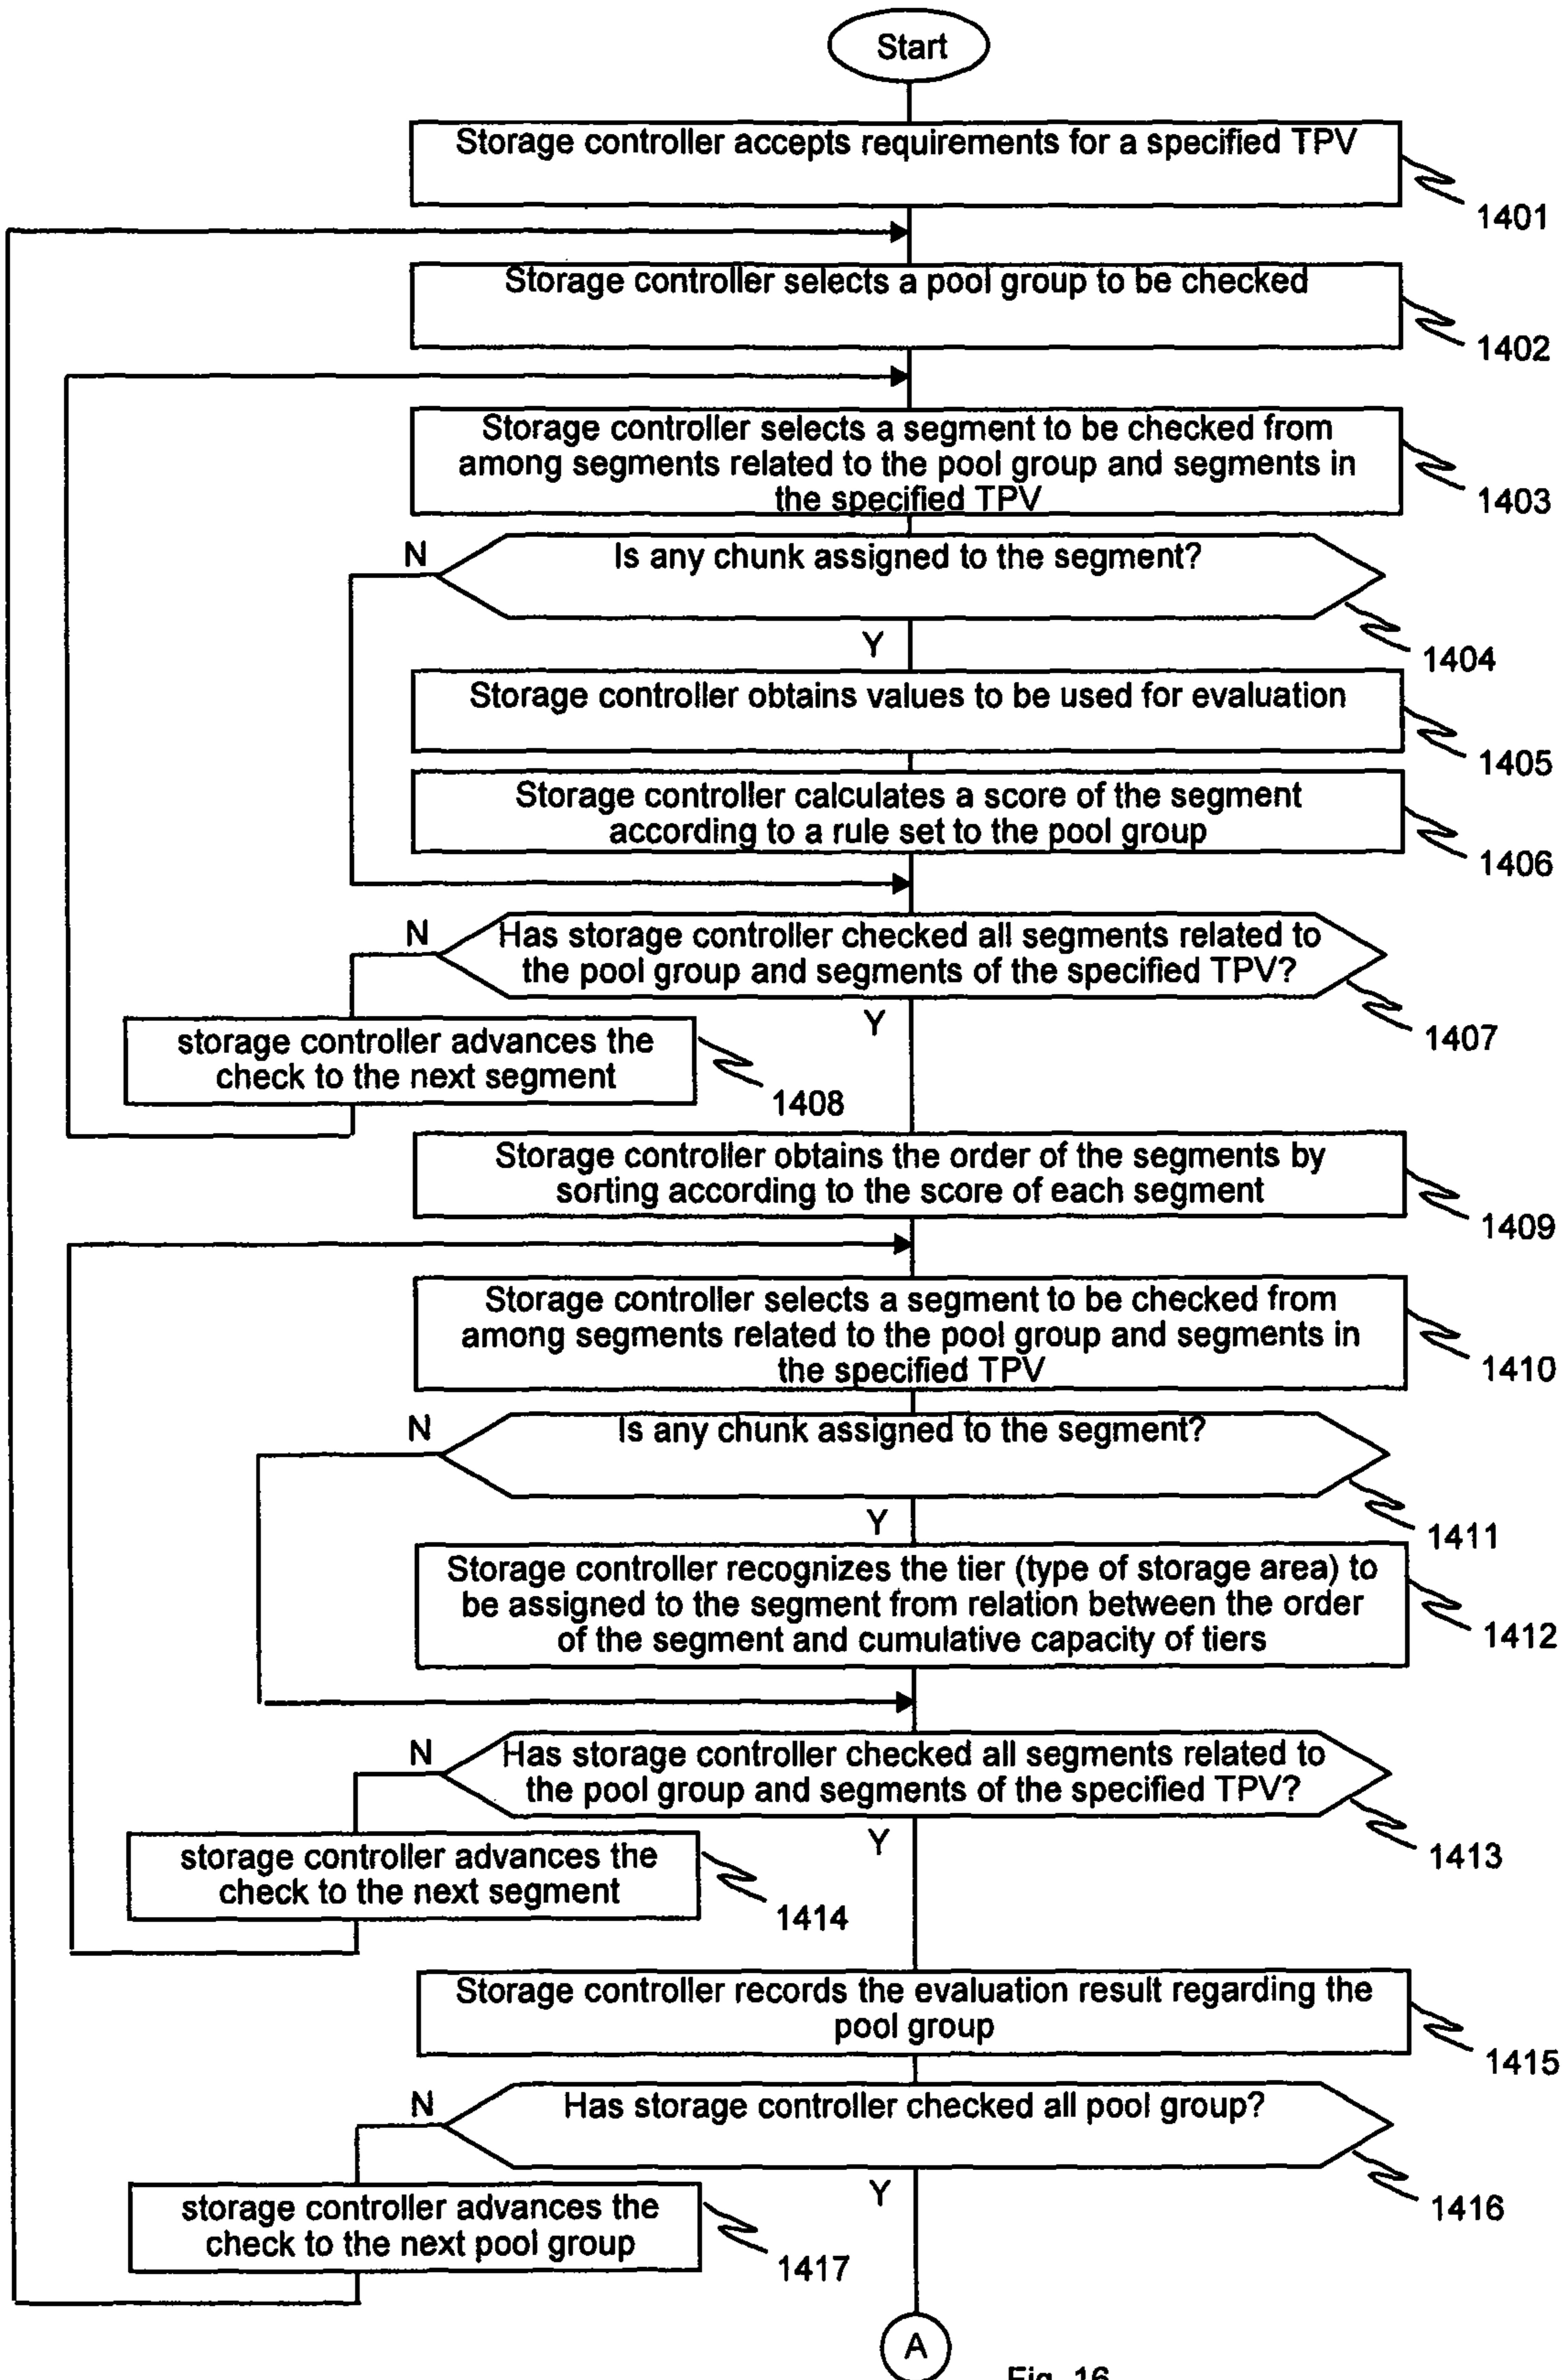 Start
Storage controller accepts requirements for a specified TPV
1401
Storage controller selects a pool group to be checked
1402
Storage controller selects a segment to be checked from
among segments related to the pool group and segments in
the specified TPV
1403
N
Is any chunk assigned to the segment?
1404
Y
Storage controller obtains values to be used for evaluation
1405
Storage controller calculates a score of the segment
according to a rule set to the pool group
1406
N
Has storage controller checked all segments related to
the pool group and segments of the specified TPV?
1407
Y
storage controller advances the
check to the next segment
1408
Storage controller obtains the order of the segments by
sorting according to the score of each segment
1409
Storage controller selects a segment to be checked from
among segments related to the pool group and segments in
the specified TPV
1410
N
Is any chunk assigned to the segment?
1411
Y
Storage controller recognizes the tier (type of storage area) to
be assigned to the segment from relation between the order
of the segment and cumulative capacity of tiers
1412
N
Has storage controller checked all segments related to
the pool group and segments of the specified TPV?
1413
Y
storage controller advances the
check to the next segment
1414
Storage controller records the evaluation result regarding the
pool group
1415
N
Has storage controller checked all pool group?
1416
Y
storage controller advances the
check to the next pool group
1417
A
Fig. 16